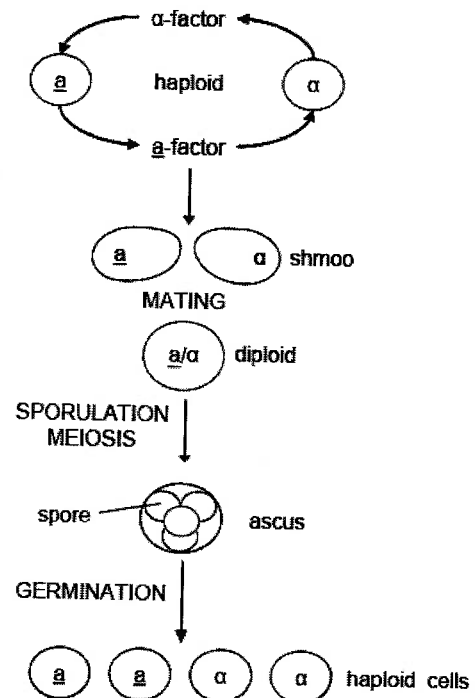 α-factor
a haploid α
a-factor
a α shmoo
MATING
a/α diploid
SPORULATION
MEIOSIS
spore ascus
GERMINATION
a a α α haploid cells